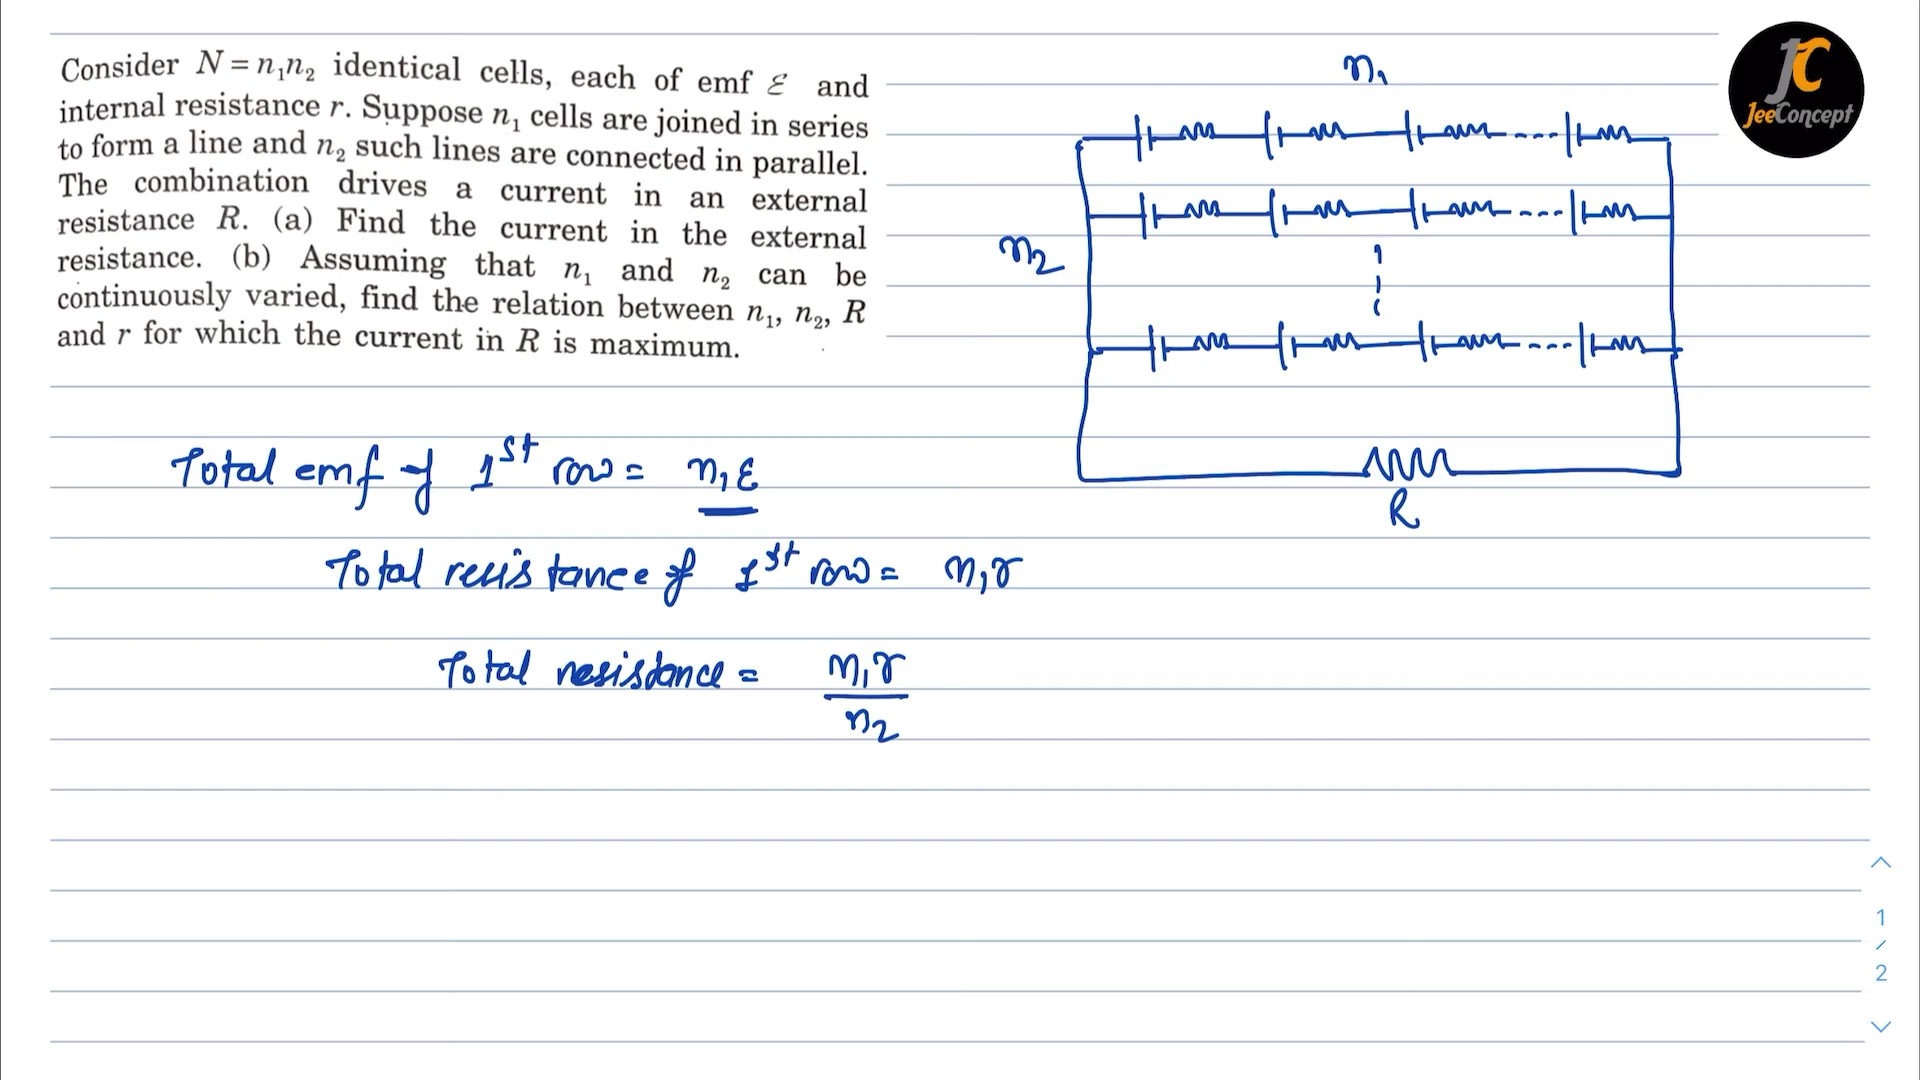 Consider N = n₁n₂ identical cells, each of emf ℰ and
internal resistance r. Suppose n₁ cells are joined in series
to form a line and n₂ such lines are connected in parallel.
The combination drives a current in an external
resistance R. (a) Find the current in the external
resistance. (b) Assuming that n₁ and n₂ can be
continuously varied, find the relation between n₁, n₂, R
and r for which the current in R is maximum.
n₁
JC
JeeConcept
n₂
R
Total emf of 1st row = n₁ε
Total resistance of 1st row = n₁r
Total resistance = n₁r
n₂
1
/
2